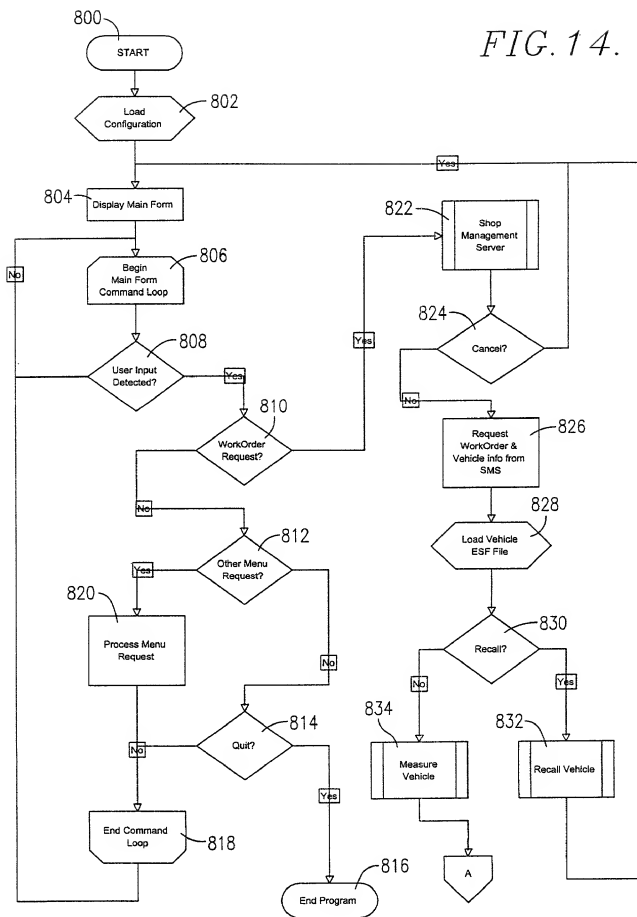 FIG. 14.
800
START
802
Load
Configuration
Yes
804
Display Main Form
822
Shop
Management
Server
No
806
Begin
Main Form
Command Loop
824
Cancel?
808
User Input
Detected?
Yes
Yes
No
810
WorkOrder
Request?
826
Request
WorkOrder &
Vehicle info from
SMS
No
828
Load Vehicle
ESF File
812
Other Menu
Request?
Yes
820
Process Menu
Request
830
Recall?
No
No
Yes
814
Quit?
No
834
Measure
Vehicle
832
Recall Vehicle
Yes
End Command
Loop
818
A
816
End Program